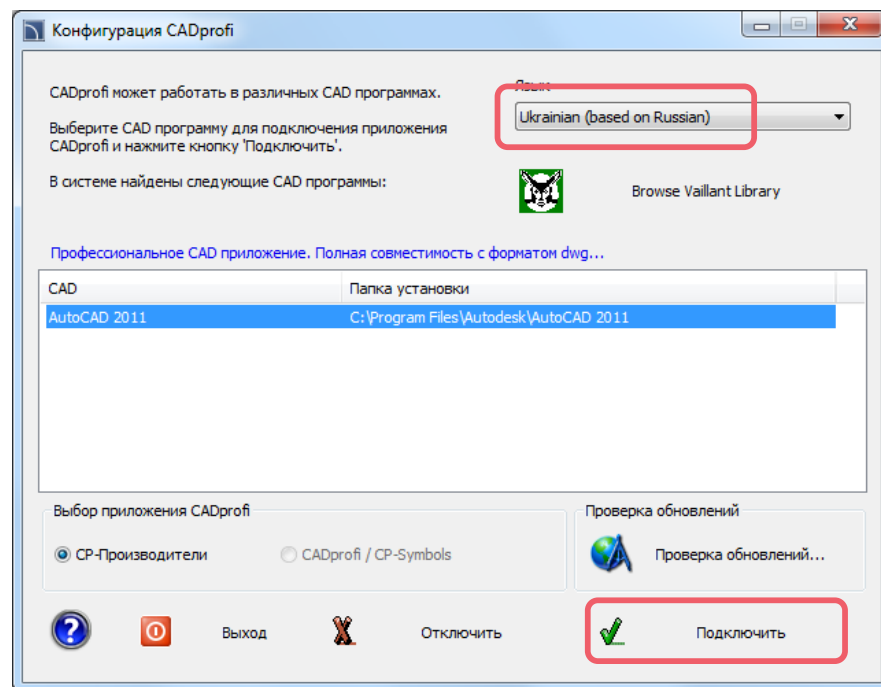 Конфигурация CADprofi
CADprofi может работать в различных CAD программах.
Язык
Ukrainian (based on Russian)
Выберите CAD программу для подключения приложения
CADprofi и нажмите кнопку 'Подключить'.
В системе найдены следующие CAD программы:
Browse Vaillant Library
Профессиональное CAD приложение. Полная совместимость с форматом dwg...
CAD Папка установки
AutoCAD 2011 C:\Program Files\Autodesk\AutoCAD 2011
Выбор приложения CADprofi
Проверка обновлений
CP-Производители
CADprofi / CP-Symbols
Проверка обновлений...
Выход
Отключить
Подключить